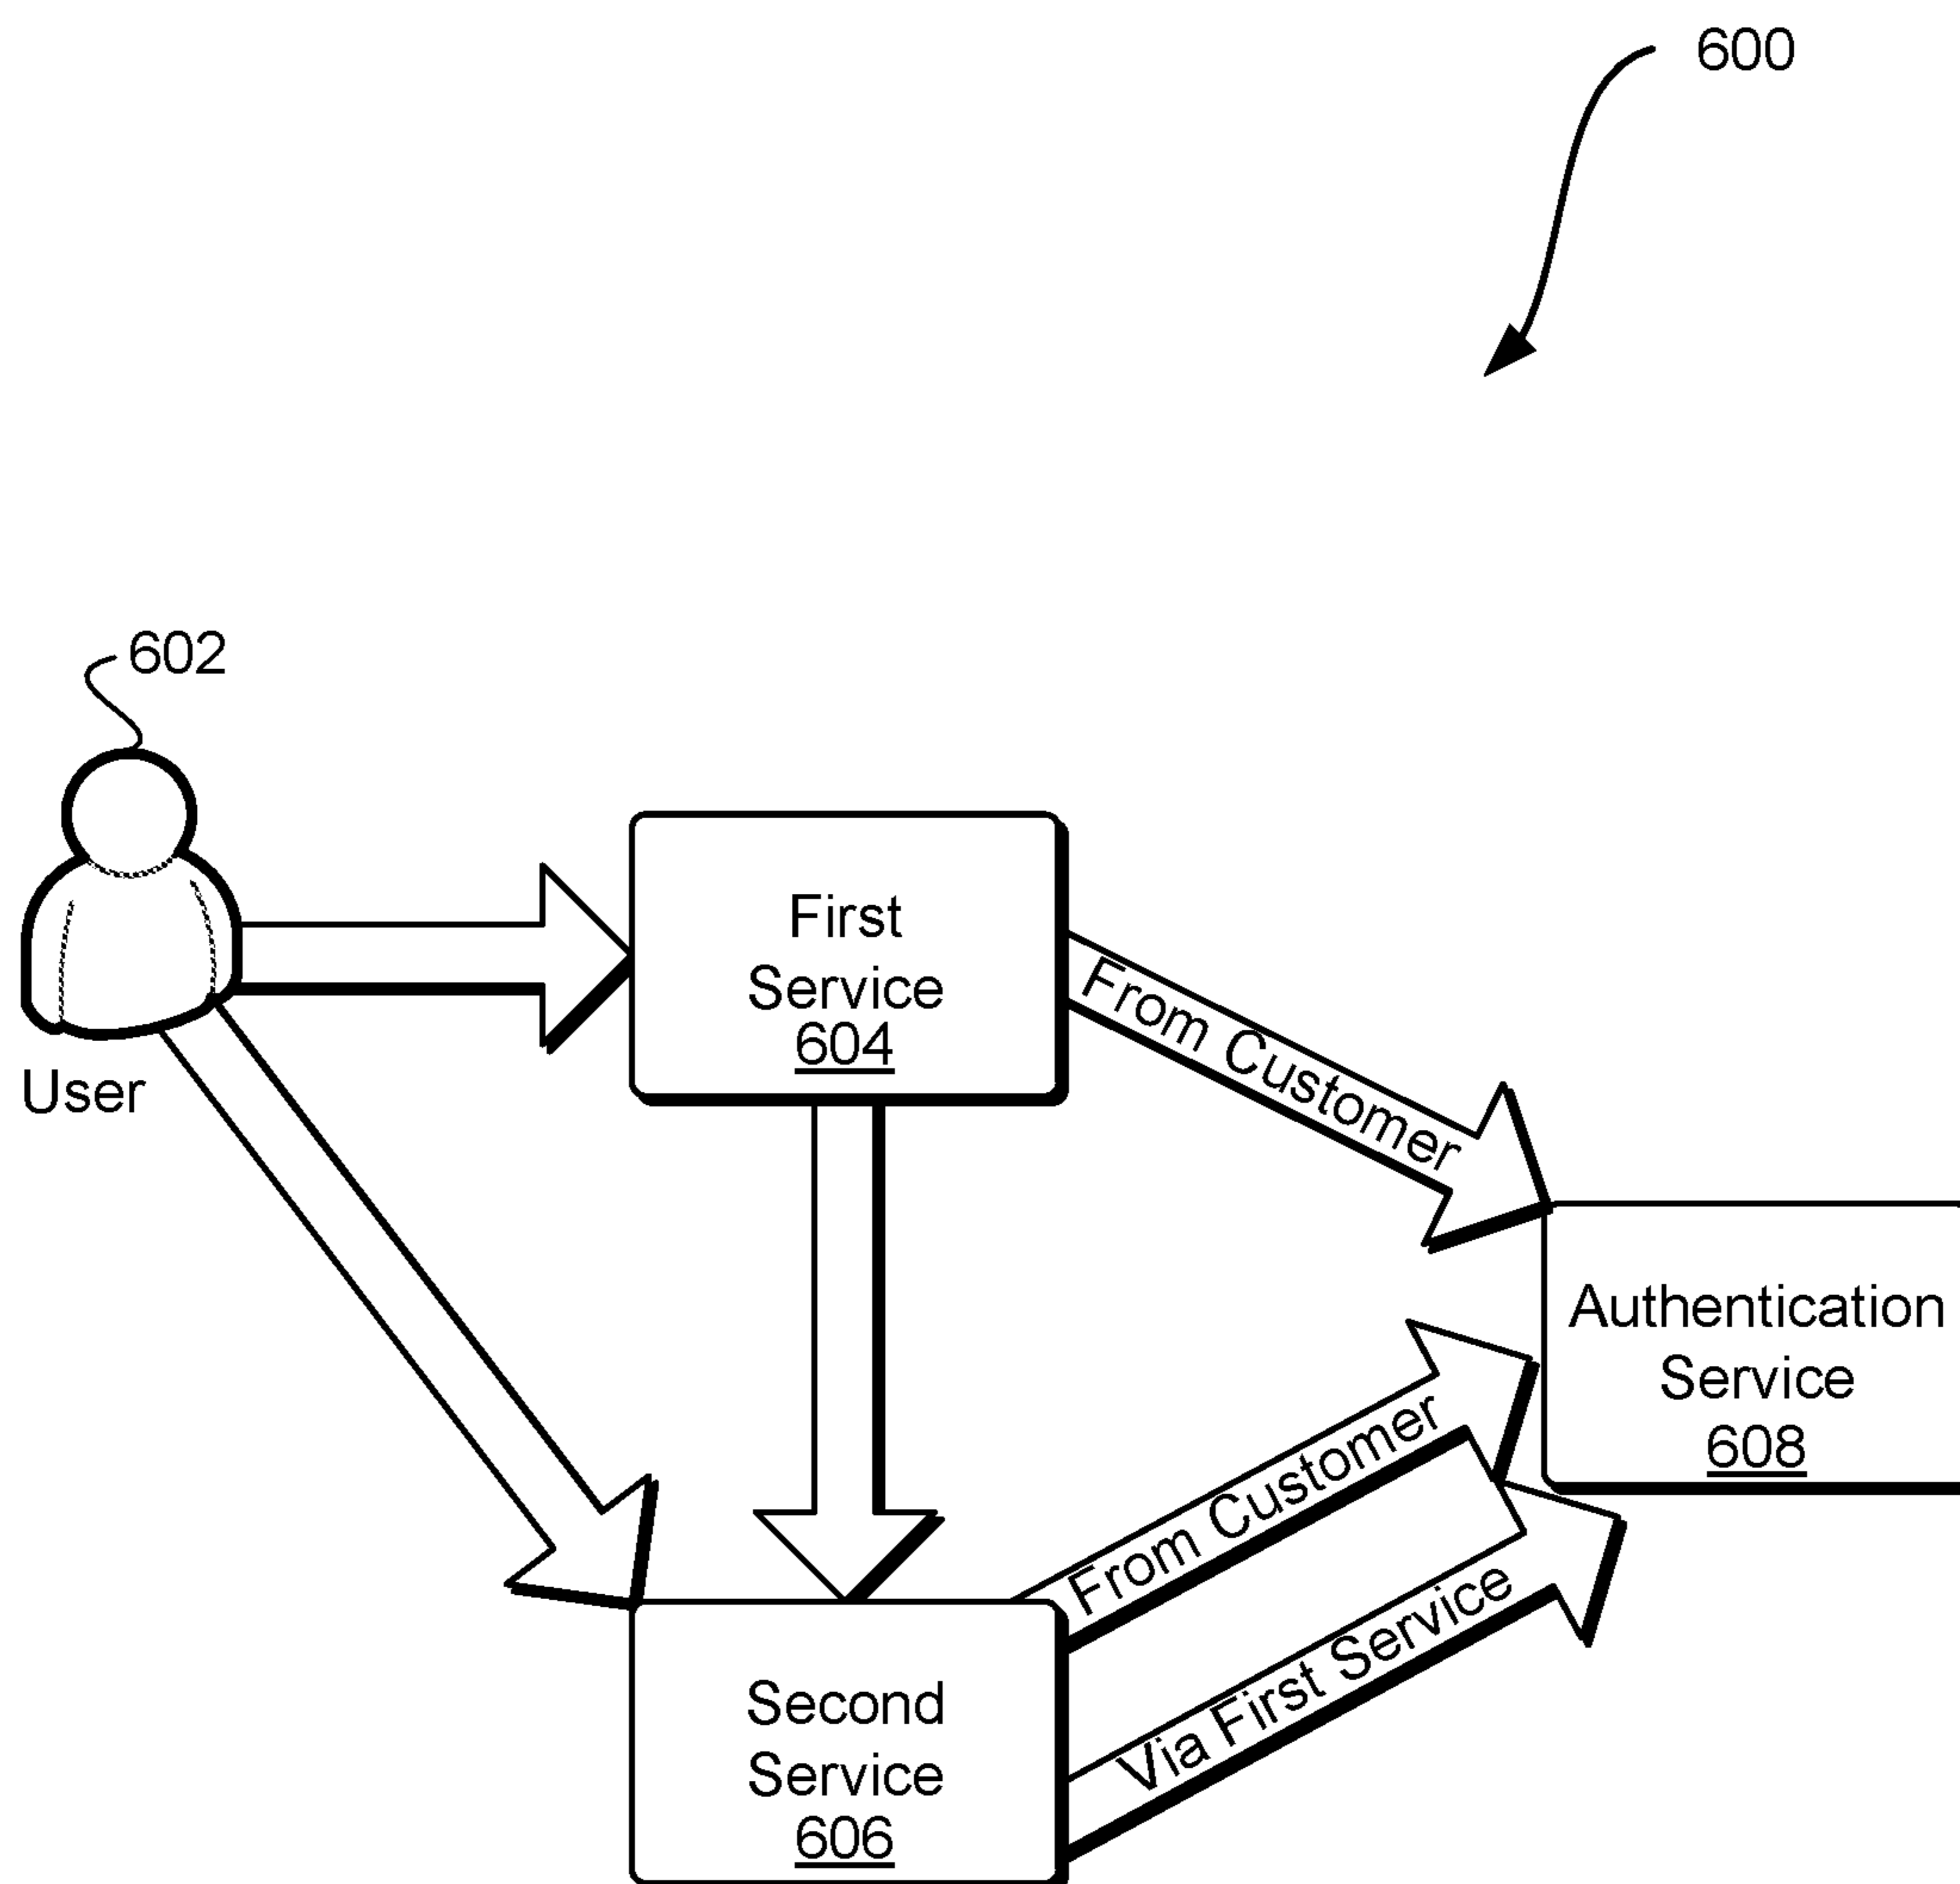 600
602
User
First
Service
604
From Customer
Authentication
Service
608
From Customer
Via First Service
Second
Service
606